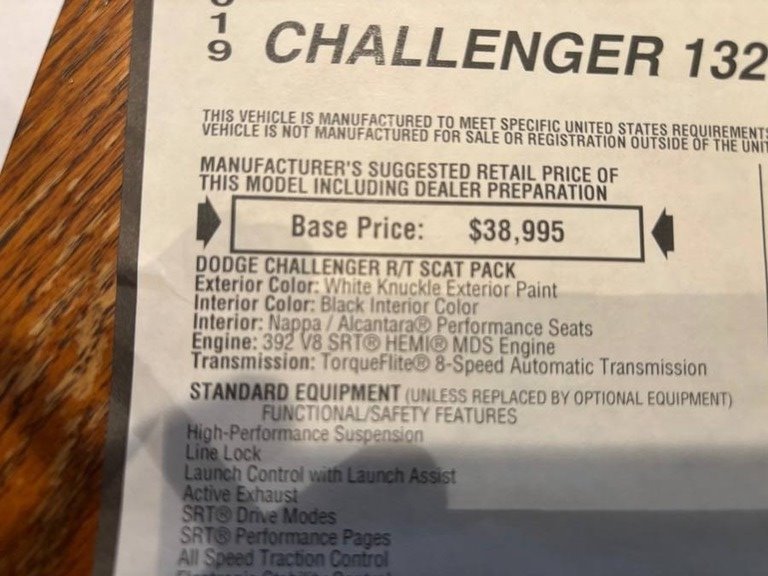 19
CHALLENGER 132
THIS VEHICLE IS MANUFACTURED TO MEET SPECIFIC UNITED STATES REQUIREMENTS
VEHICLE IS NOT MANUFACTURED FOR SALE OR REGISTRATION OUTSIDE OF THE UNIT
MANUFACTURER'S SUGGESTED RETAIL PRICE OF
THIS MODEL INCLUDING DEALER PREPARATION
Base Price: $38,995
DODGE CHALLENGER R/T SCAT PACK
Exterior Color: White Knuckle Exterior Paint
Interior Color: Black Interior Color
Interior: Nappa / Alcantara® Performance Seats
Engine: 392 V8 SRT® HEMI® MDS Engine
Transmission: TorqueFlite® 8-Speed Automatic Transmission
STANDARD EQUIPMENT (UNLESS REPLACED BY OPTIONAL EQUIPMENT)
FUNCTIONAL/SAFETY FEATURES
High-Performance Suspension
Line Lock
Launch Control with Launch Assist
Active Exhaust
SRT® Drive Modes
SRT® Performance Pages
All Speed Traction Control